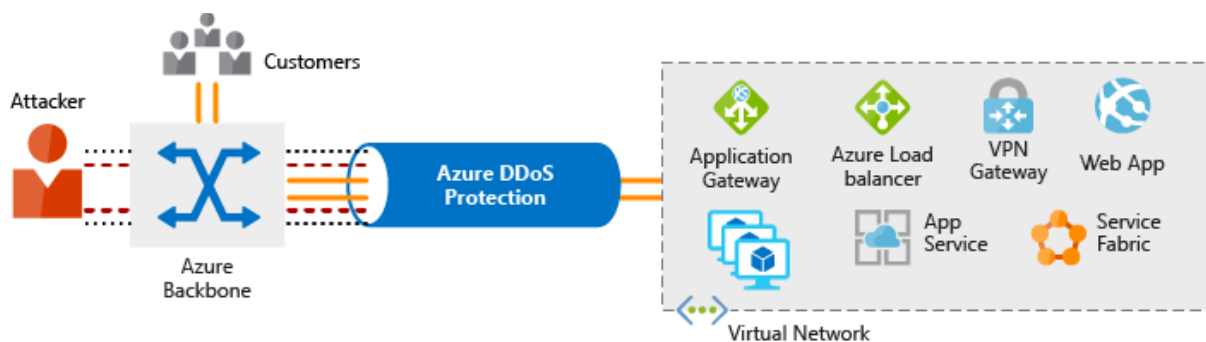 Customers
Attacker
Azure
Backbone
Azure DDoS
Protection
Application
Gateway
Azure Load
balancer
VPN
Gateway
Web App
App
Service
Service
Fabric
Virtual Network